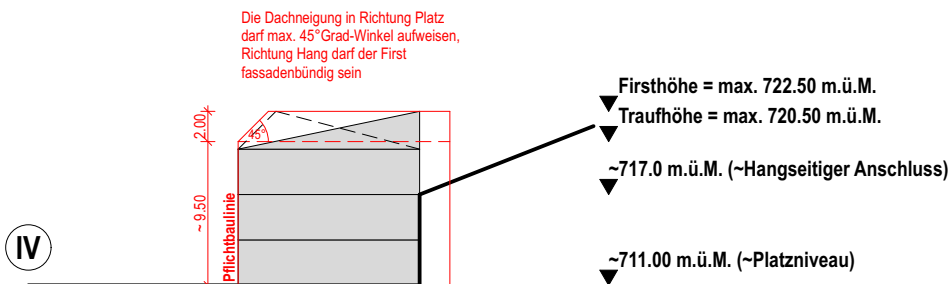 Die Dachneigung in Richtung Platz
darf max. 45°Grad-Winkel aufweisen,
Richtung Hang darf der First
fassadenbündig sein
Firsthöhe = max. 722.50 m.ü.M.
Traufhöhe = max. 720.50 m.ü.M.
2.00
45°
~717.0 m.ü.M. (~Hangseitiger Anschluss)
~ 9.50
Pflichtbaulinie
IV
~711.00 m.ü.M. (~Platzniveau)